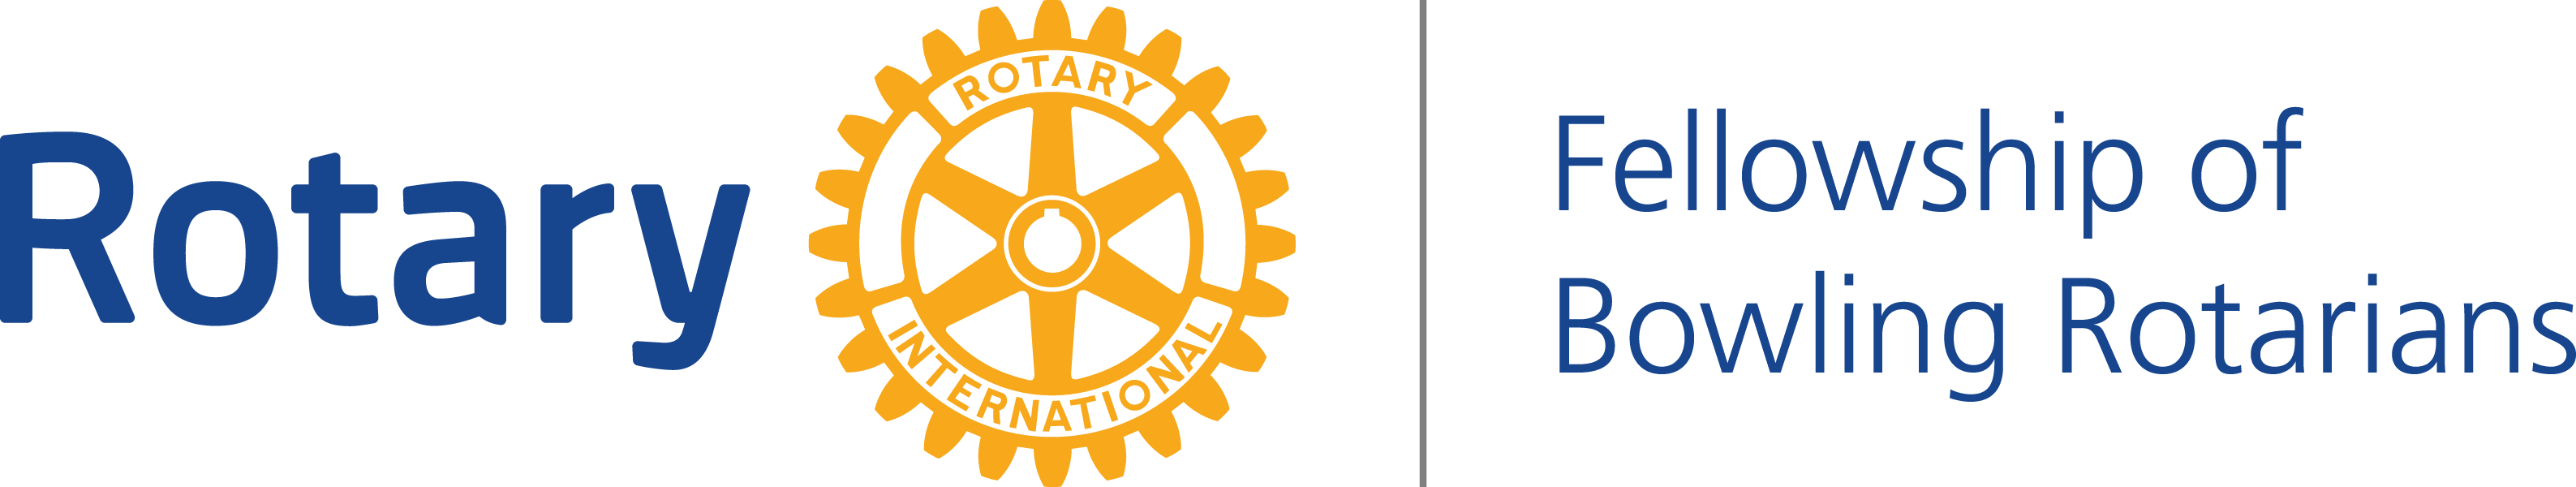 Rotary
ROTARY
INTERNATIONAL
Fellowship of
Bowling Rotarians